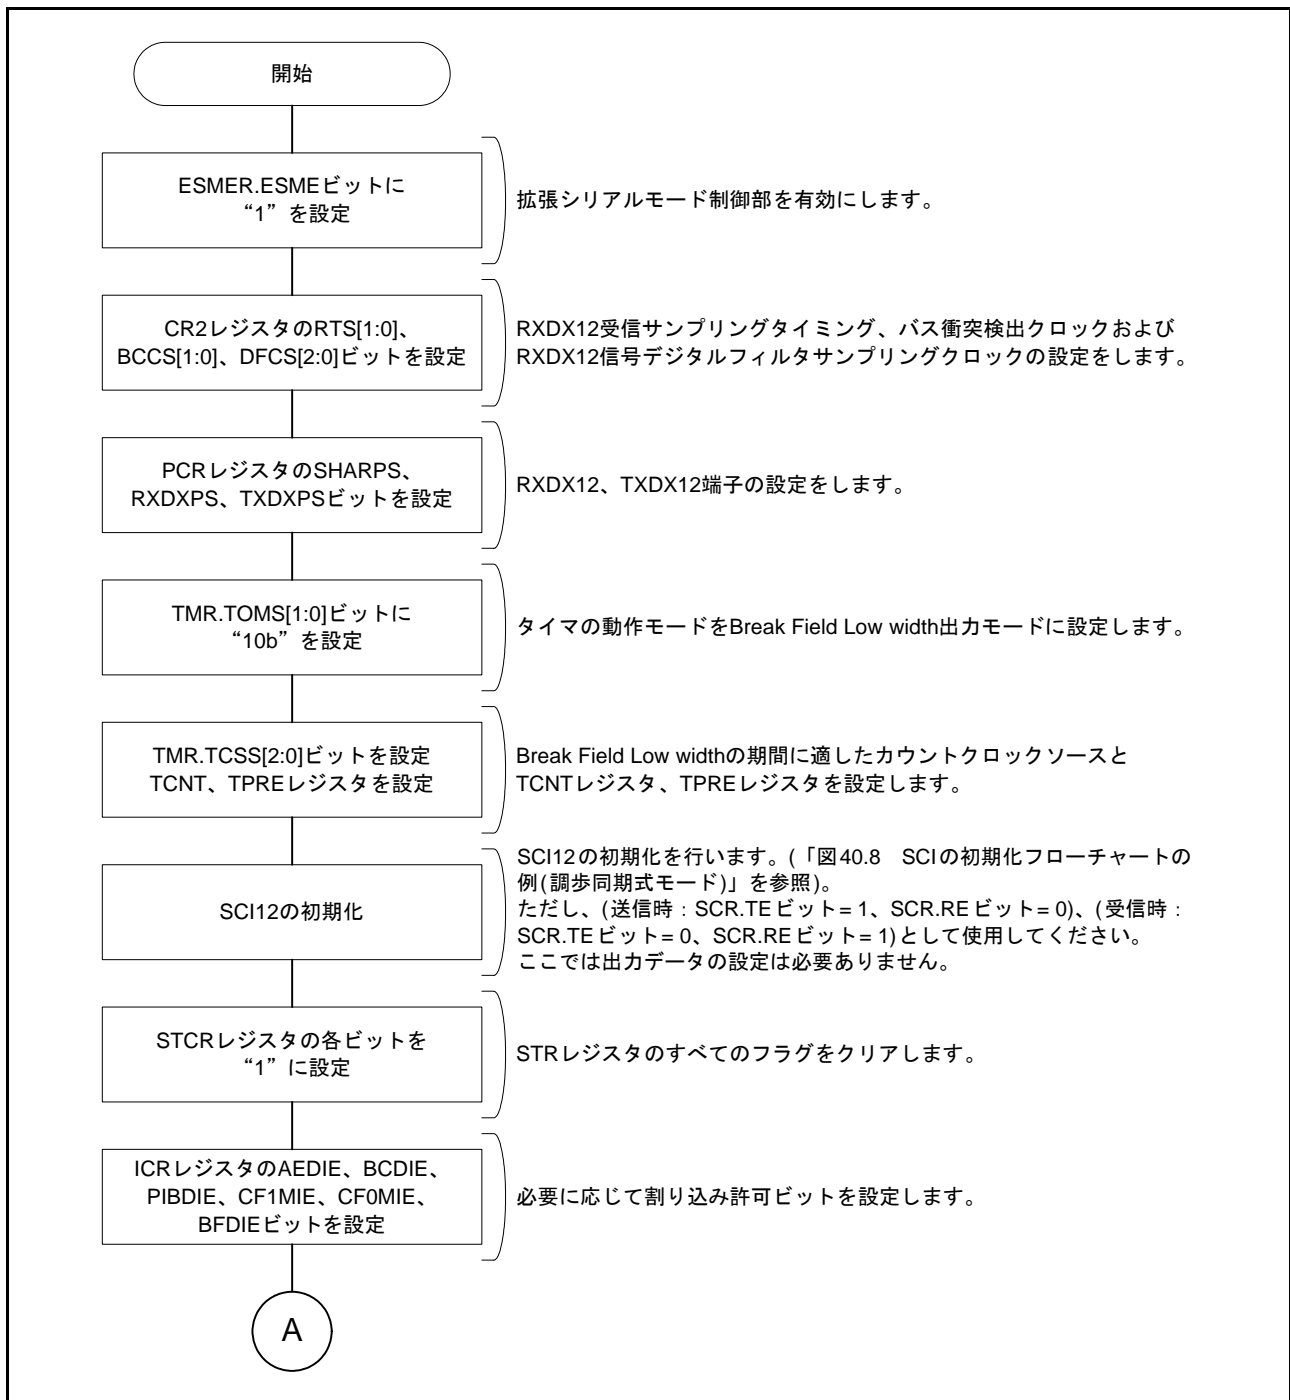 開始
ESMER.ESMEビットに
“1”を設定
拡張シリアルモード制御部を有効にします。
CR2レジスタのRTS[1:0]、
BCCS[1:0]、DFCS[2:0]ビットを設定
RXDX12受信サンプリングタイミング、バス衝突検出クロックおよび
RXDX12信号デジタルフィルタサンプリングクロックの設定をします。
PCRレジスタのSHARPS、
RXDXPS、TXDXPSビットを設定
RXDX12、TXDX12端子の設定をします。
TMR.TOMS[1:0]ビットに
“10b”を設定
タイマの動作モードをBreak Field Low width出力モードに設定します。
TMR.TCSS[2:0]ビットを設定
TCNT、TPREレジスタを設定
Break Field Low widthの期間に適したカウントクロックソースと
TCNTレジスタ、TPREレジスタを設定します。
SCI12の初期化
SCI12の初期化を行います。(「図40.8 SCIの初期化フローチャートの
例(調歩同期式モード)」を参照)。
ただし、(送信時：SCR.TEビット= 1、SCR.REビット= 0)、(受信時：
SCR.TEビット= 0、SCR.REビット= 1)として使用してください。
ここでは出力データの設定は必要ありません。
STCRレジスタの各ビットを
“1”に設定
STRレジスタのすべてのフラグをクリアします。
ICRレジスタのAEDIE、BCDIE、
PIBDIE、CF1MIE、CF0MIE、
BFDIEビットを設定
必要に応じて割り込み許可ビットを設定します。
A